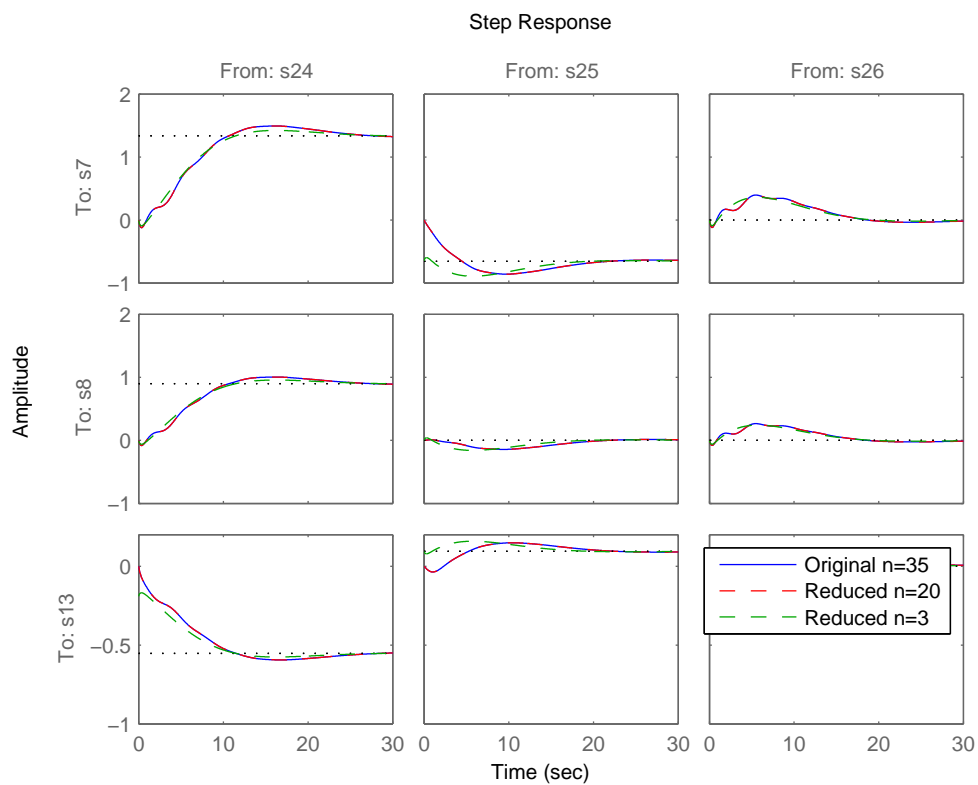 Step Response
From: s24
From: s25
From: s26
2
1
0
−1
To: s7
2
1
0
−1
To: s8
Amplitude
0
−0.5
−1
To: s13
Original n=35
Reduced n=20
Reduced n=3
0 10 20 30
0 10 20 30
0 10 20 30
Time (sec)